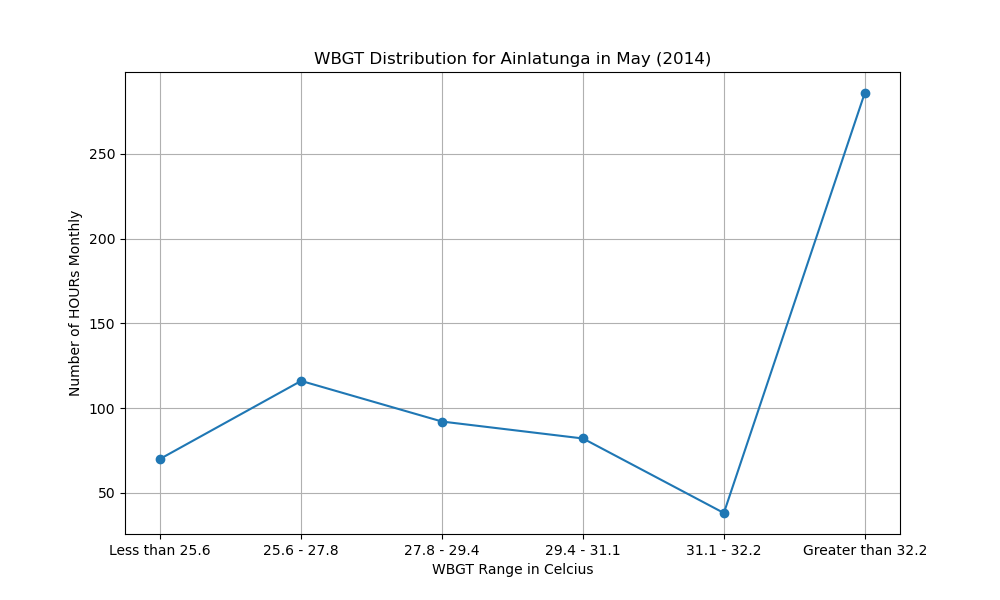 WBGT Distribution for Ainlatunga in May (2014)
Number of HOURs Monthly
250
200
150
100
50
Less than 25.6
25.6 - 27.8
27.8 - 29.4
29.4 - 31.1
31.1 - 32.2
Greater than 32.2
WBGT Range in Celcius